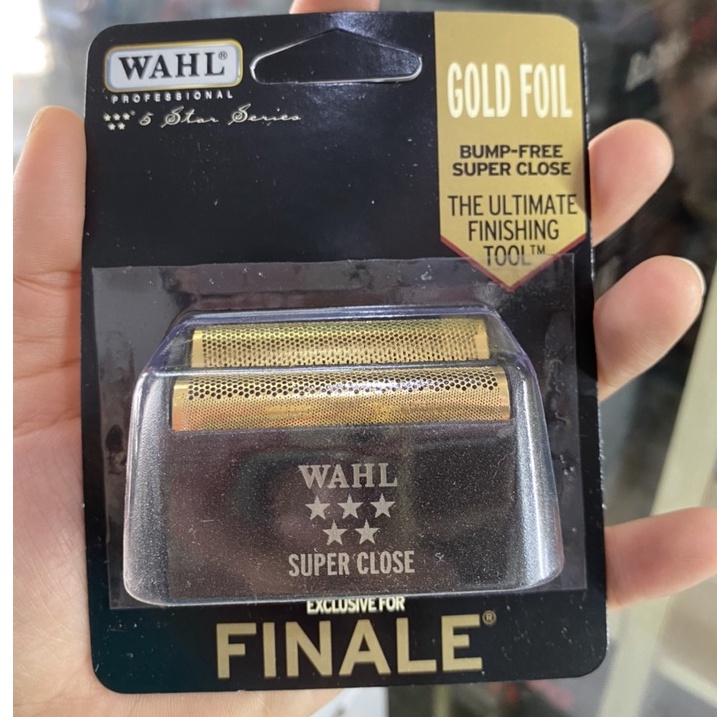 WAHL®
PROFESSIONAL
5 Star Series
GOLD FOIL
BUMP-FREE
SUPER CLOSE
THE ULTIMATE
FINISHING
TOOL™
WAHL
SUPER CLOSE
EXCLUSIVE FOR
FINALE®